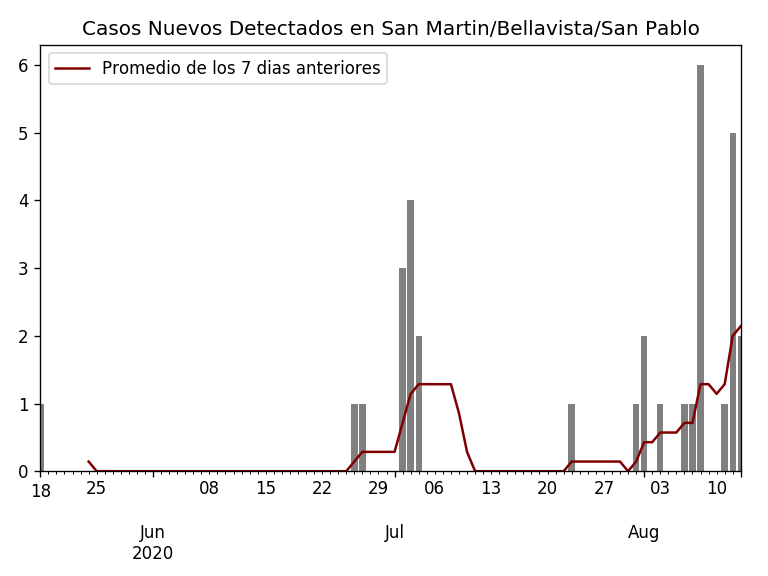 Casos Nuevos Detectados en San Martin/Bellavista/San Pablo
Promedio de los 7 dias anteriores
6
5
4
3
2
1
0
18 25 08 15 22 29 06 13 20 27 03 10
Jun Jul Aug
2020